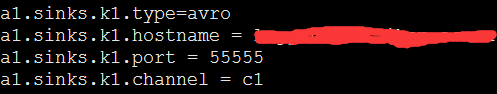 a1.sinks.k1.type=avro
a1.sinks.k1.hostname =
a1.sinks.k1.port = 55555
a1.sinks.k1.channel = c1